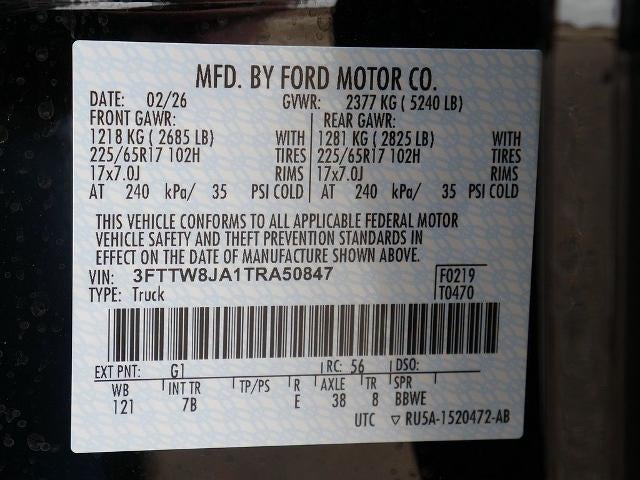 MFD. BY FORD MOTOR CO.
DATE: 02/26 GVWR: 2377 KG ( 5240 LB)
FRONT GAWR: REAR GAWR:
1218 KG ( 2685 LB) WITH 1281 KG ( 2825 LB) WITH
225/65R17 102H TIRES 225/65R17 102H TIRES
17x7.0J RIMS 17x7.0J RIMS
AT 240 kPa/ 35 PSI COLD AT 240 kPa/ 35 PSI COLD
THIS VEHICLE CONFORMS TO ALL APPLICABLE FEDERAL MOTOR
VEHICLE SAFETY AND THEFT PREVENTION STANDARDS IN
EFFECT ON THE DATE OF MANUFACTURE SHOWN ABOVE.
VIN: 3FTTW8JA1TRA50847 F0219
TYPE: Truck T0470
EXT PNT: G1 RC: 56 DSO:
WB INT TR TP/PS R AXLE TR SPR
121 7B E 38 8 BBWE
UTC ▽ RU5A-1520472-AB